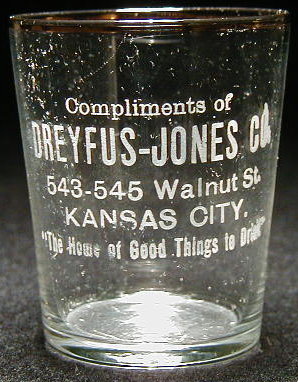 Compliments of
DREYFUS-JONES CO.
543-545 Walnut St.
KANSAS CITY.
"The Home of Good Things to Drink"